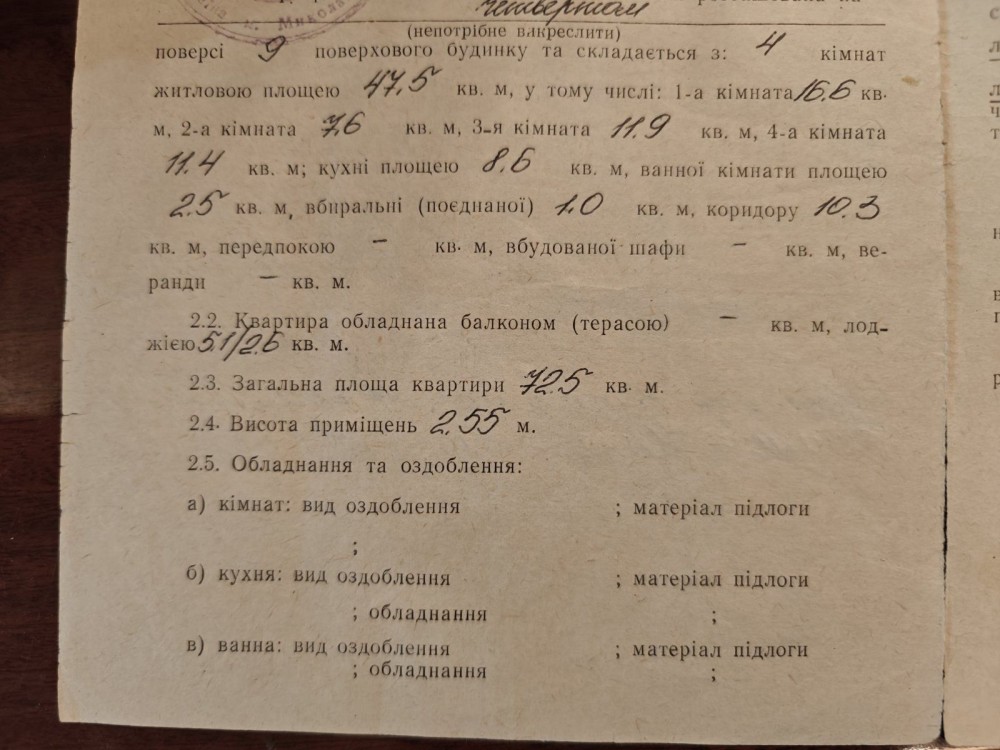 г. Микола
четвертом
(непотрібне викреслити)
поверсі 9 поверхового будинку та складається з: 4 кімнат
житловою площею 47,5 кв. м, у тому числі: 1-а кімната 16.6 кв.
м, 2-а кімната 7,6 кв. м, 3-я кімната 11.9 кв. м, 4-а кімната
11.4 кв. м; кухні площею 8.6 кв. м, ванної кімнати площею
2.5 кв. м, вбиральні (поєднаної) 1.0 кв. м, коридору 10.3
кв. м, передпокою - кв. м, вбудованої шафи - кв. м, ве-
ранди - кв. м.
2.2. Квартира обладнана балконом (терасою) - кв. м, лод-
жією 5.1/2.6 кв. м.
2.3. Загальна площа квартири 72.5 кв. м.
2.4. Висота приміщень 2.55 м.
2.5. Обладнання та оздоблення:
а) кімнат: вид оздоблення ; матеріал підлоги
;
б) кухня: вид оздоблення ; матеріал підлоги
; обладнання ;
в) ванна: вид оздоблення ; матеріал підлоги
; обладнання ;